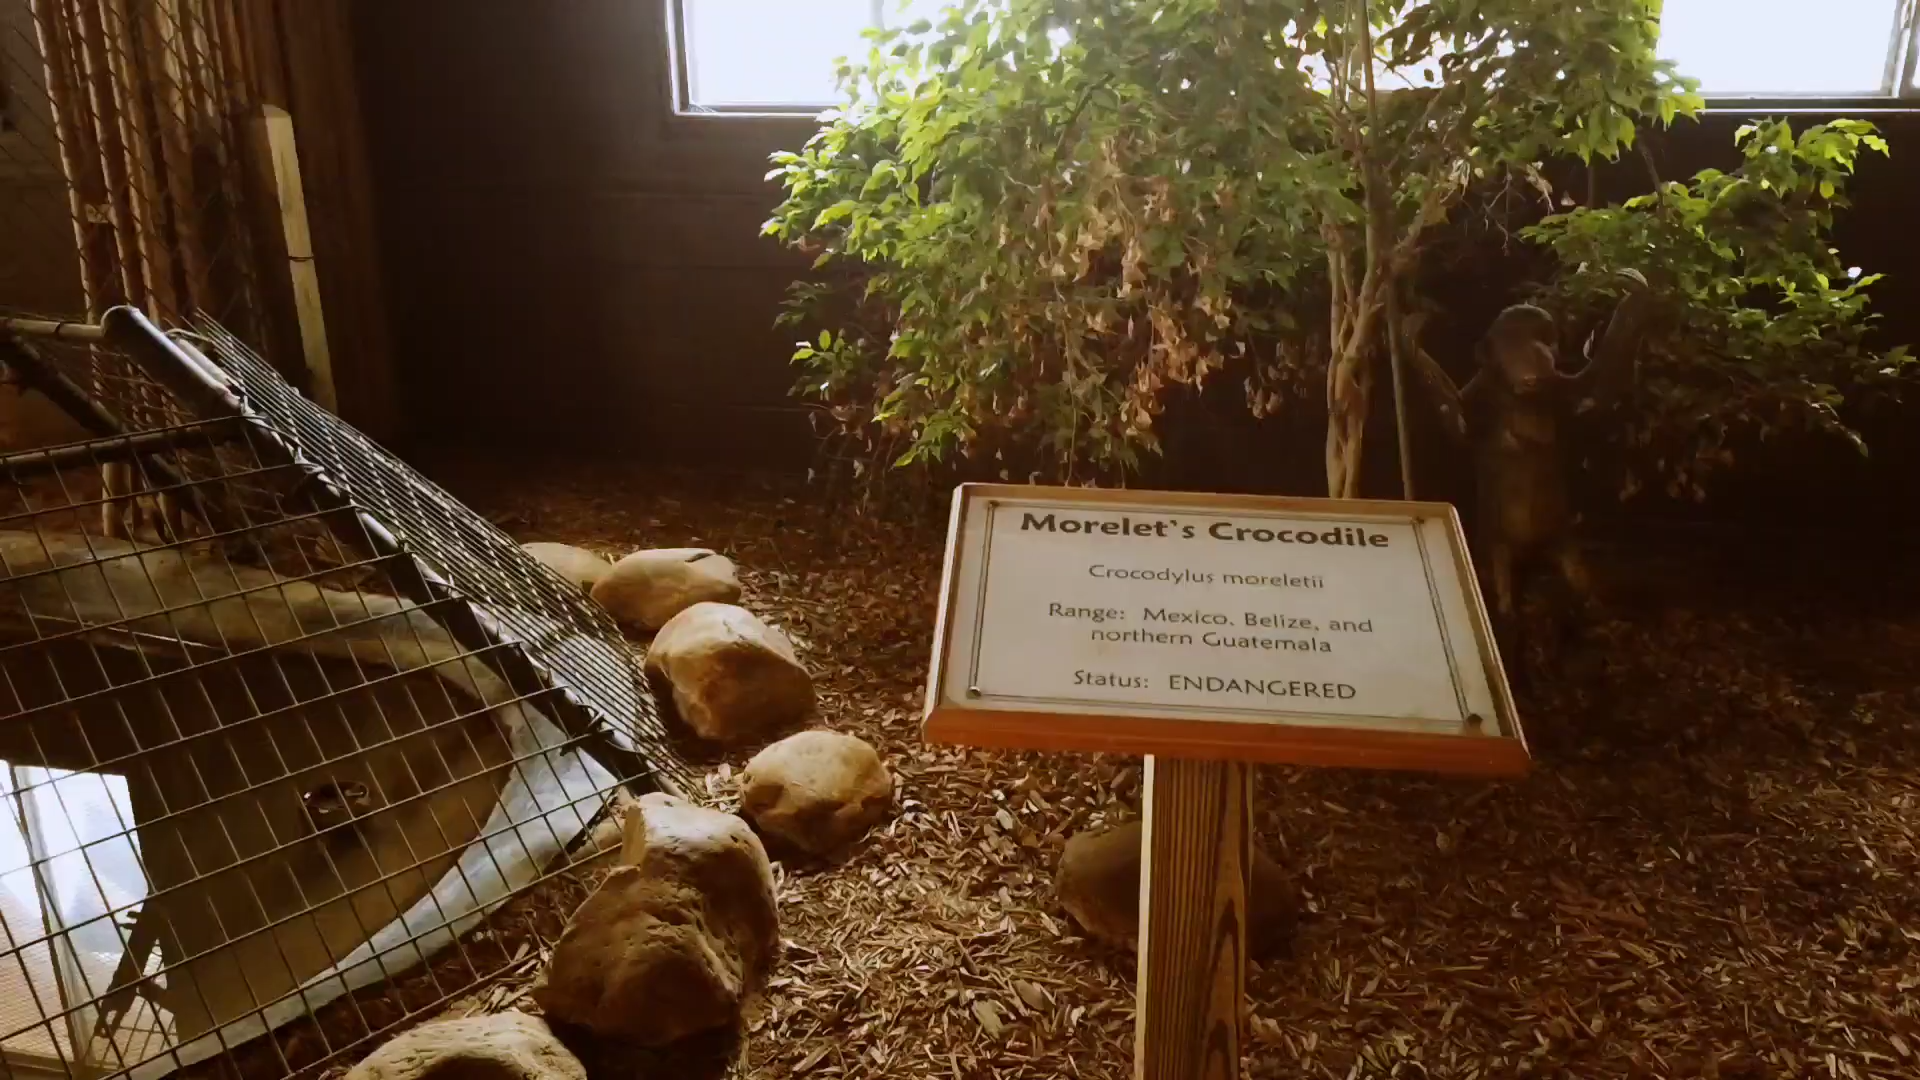 Morelet's Crocodile
Crocodylus moreletii
Range: Mexico, Belize, and
northern Guatemala
Status: ENDANGERED